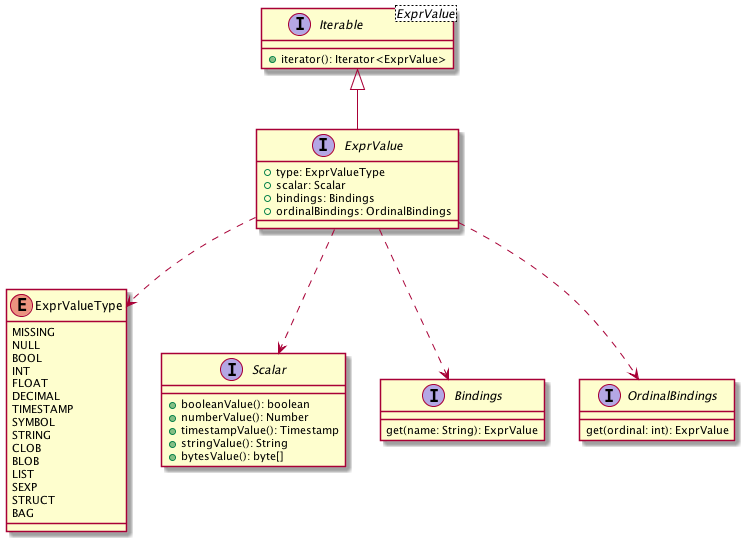 ExprValue
I Iterable
iterator(): Iterator<ExprValue>
I ExprValue
type: ExprValueType
scalar: Scalar
bindings: Bindings
ordinalBindings: OrdinalBindings
E ExprValueType
MISSING
NULL
BOOL
INT
FLOAT
DECIMAL
TIMESTAMP
SYMBOL
STRING
CLOB
BLOB
LIST
SEXP
STRUCT
BAG
I Scalar
booleanValue(): boolean
numberValue(): Number
timestampValue(): Timestamp
stringValue(): String
bytesValue(): byte[]
I Bindings
get(name: String): ExprValue
I OrdinalBindings
get(ordinal: int): ExprValue